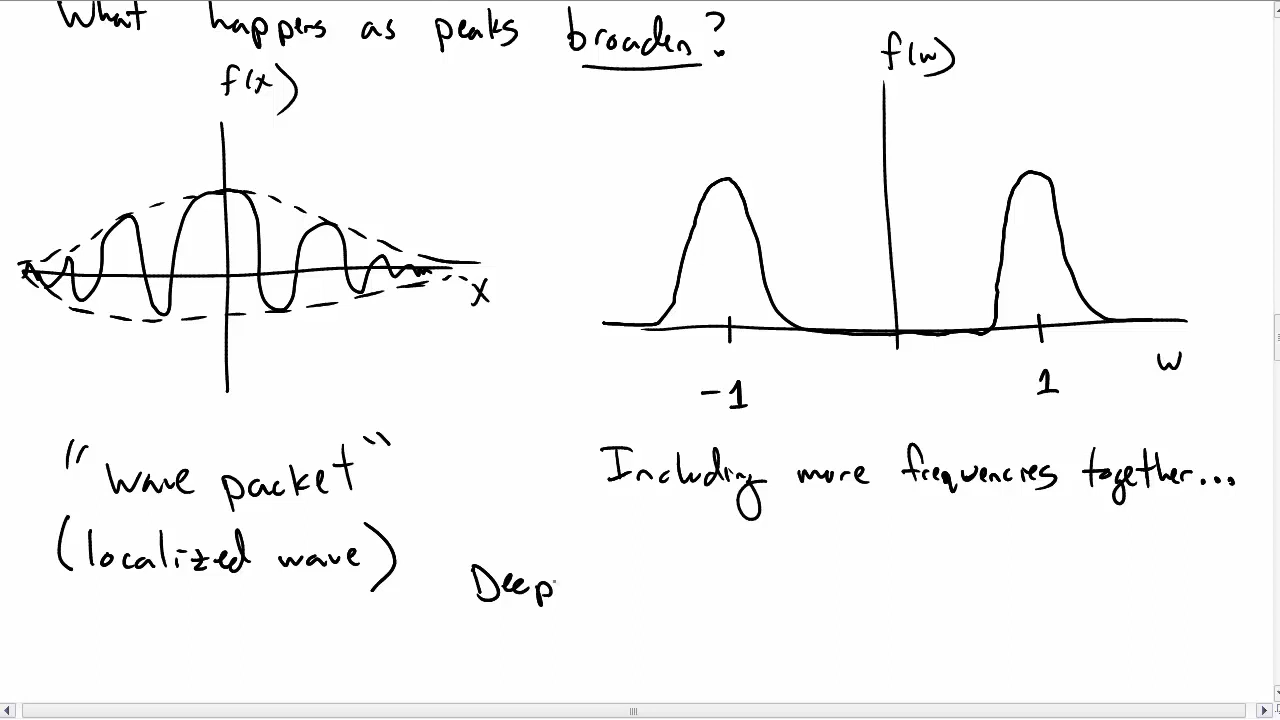 What happens as peaks broaden?
f(x)
f(w)
x
-1
1
w
"wave packet"
(localized wave)
Including more frequencies together...
Deep